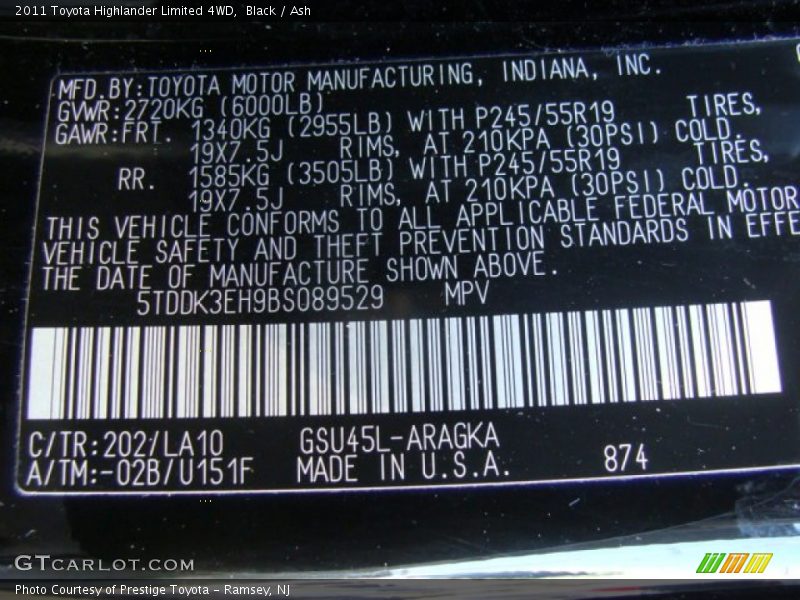 2011 Toyota Highlander Limited 4WD,  Black / Ash
MFD.BY:TOYOTA MOTOR MANUFACTURING, INDIANA, INC.
GVWR:2720KG (6000LB)
GAWR:FRT. 1340KG (2955LB) WITH P245/55R19 TIRES,
19X7.5J RIMS, AT 210KPA (30PSI) COLD.
RR. 1585KG (3505LB) WITH P245/55R19 TIRES,
19X7.5J RIMS, AT 210KPA (30PSI) COLD.
THIS VEHICLE CONFORMS TO ALL APPLICABLE FEDERAL MOTOR
VEHICLE SAFETY AND THEFT PREVENTION STANDARDS IN EFFE
THE DATE OF MANUFACTURE SHOWN ABOVE.
5TDDK3EH9BS089529 MPV
C/TR:202/LA10 GSU45L-ARAGKA
A/TM:-02B/U151F MADE IN U.S.A. 874
GTCARLOT.COM
Photo Courtesy of Prestige Toyota - Ramsey, NJ